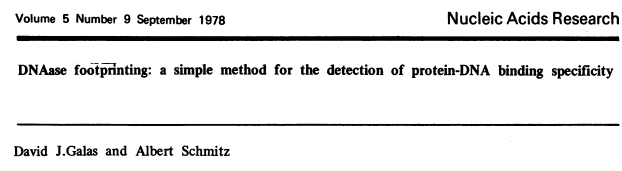 Volume 5 Number 9 September 1978 Nucleic Acids Research
DNAase footprinting: a simple method for the detection of protein-DNA binding specificity
David J.Galas and Albert Schmitz